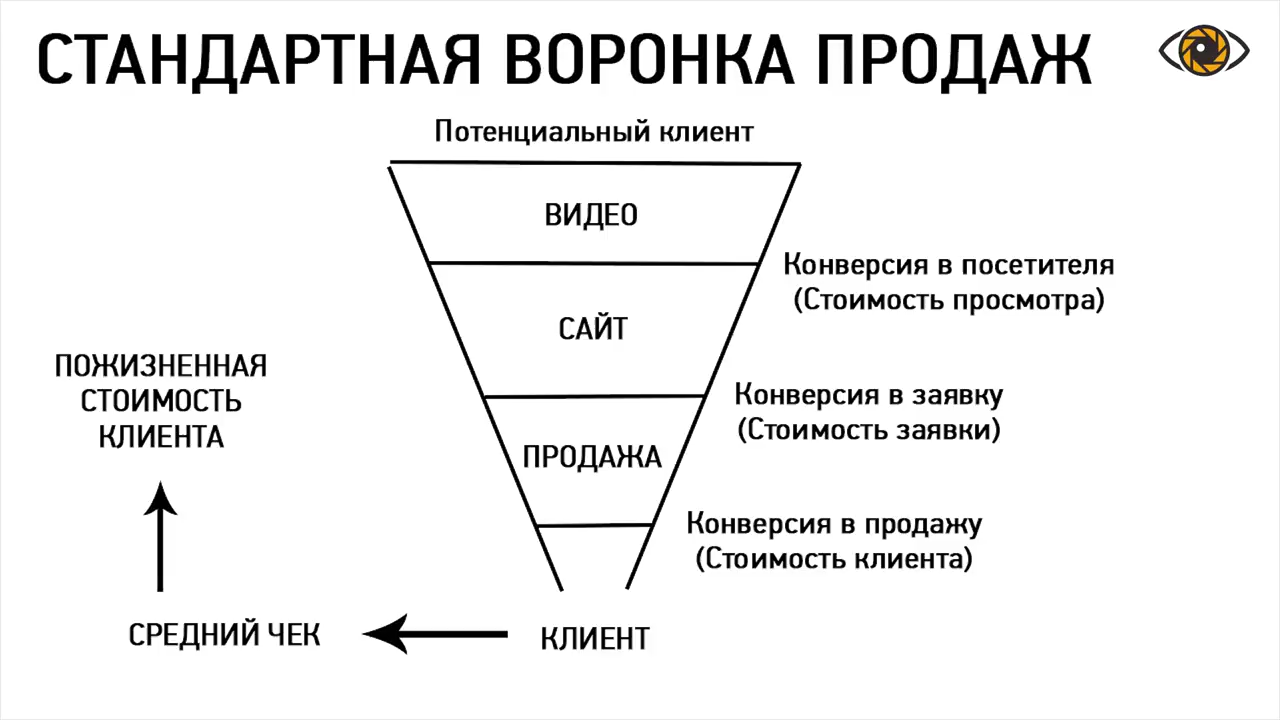 СТАНДАРТНАЯ ВОРОНКА ПРОДАЖ
Потенциальный клиент
ВИДЕО
Конверсия в посетителя
(Стоимость просмотра)
САЙТ
ПОЖИЗНЕННАЯ
СТОИМОСТЬ
КЛИЕНТА
Конверсия в заявку
(Стоимость заявки)
ПРОДАЖА
Конверсия в продажу
(Стоимость клиента)
СРЕДНИЙ ЧЕК
КЛИЕНТ